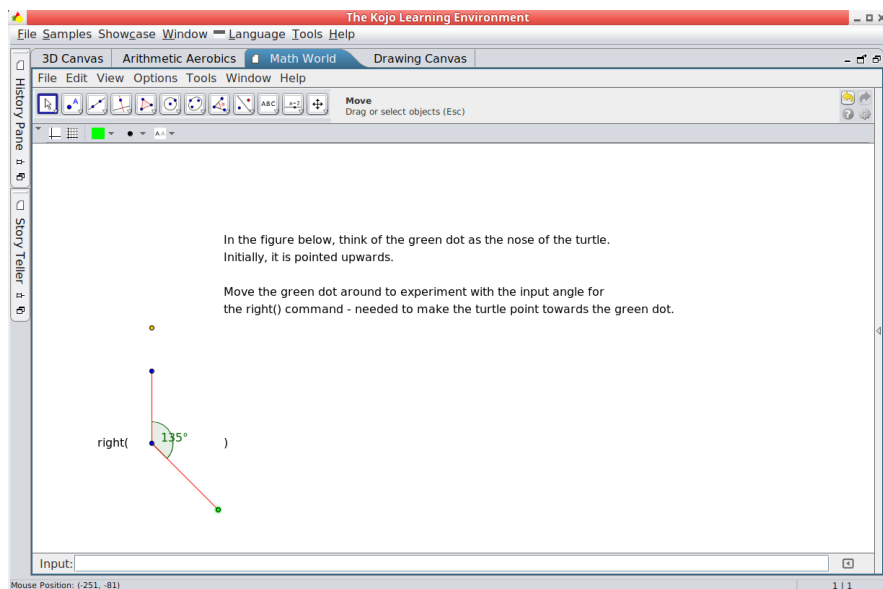 The Kojo Learning Environment
File Samples Showcase Window Language Tools Help
3D Canvas Arithmetic Aerobics Math World Drawing Canvas
File Edit View Options Tools Window Help
A ABC a=2
Move
Drag or select objects (Esc)
AA
History Pane
Story Teller
In the figure below, think of the green dot as the nose of the turtle.
Initially, it is pointed upwards.
Move the green dot around to experiment with the input angle for
the right() command - needed to make the turtle point towards the green dot.
right( 135° )
Input:
Mouse Position: (-251, -81) 1 | 1